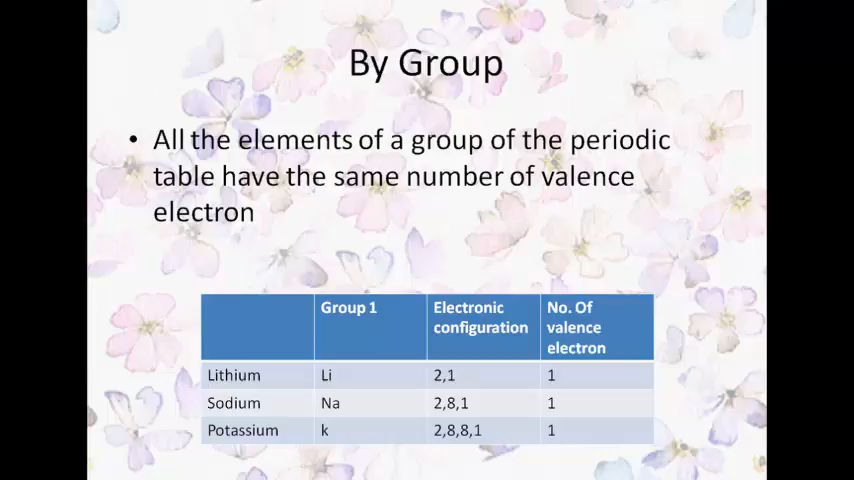 By Group
• All the elements of a group of the periodic
table have the same number of valence
electron
Group 1 Electronic configuration No. Of valence electron
Lithium Li 2,1 1
Sodium Na 2,8,1 1
Potassium k 2,8,8,1 1